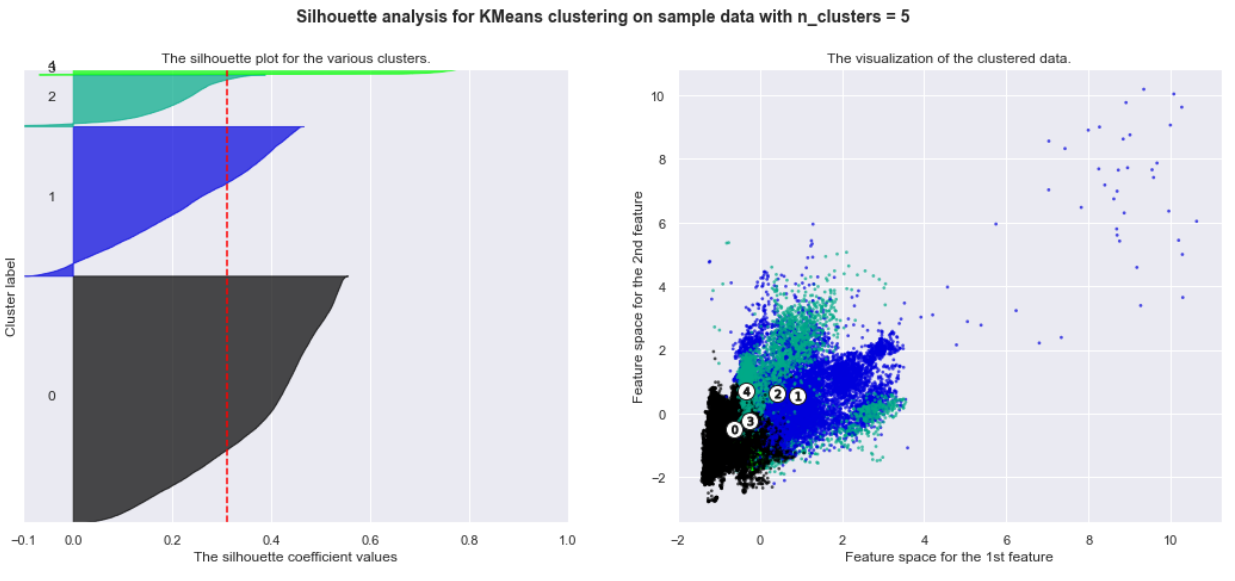 Silhouette analysis for KMeans clustering on sample data with n_clusters = 5
The silhouette plot for the various clusters.
4
3
2
1
0
Cluster label
−0.1 0.0 0.2 0.4 0.6 0.8 1.0
The silhouette coefficient values
The visualization of the clustered data.
10
8
6
4
2
0
−2
Feature space for the 2nd feature
4 2 1
3
0
−2 0 2 4 6 8 10
Feature space for the 1st feature